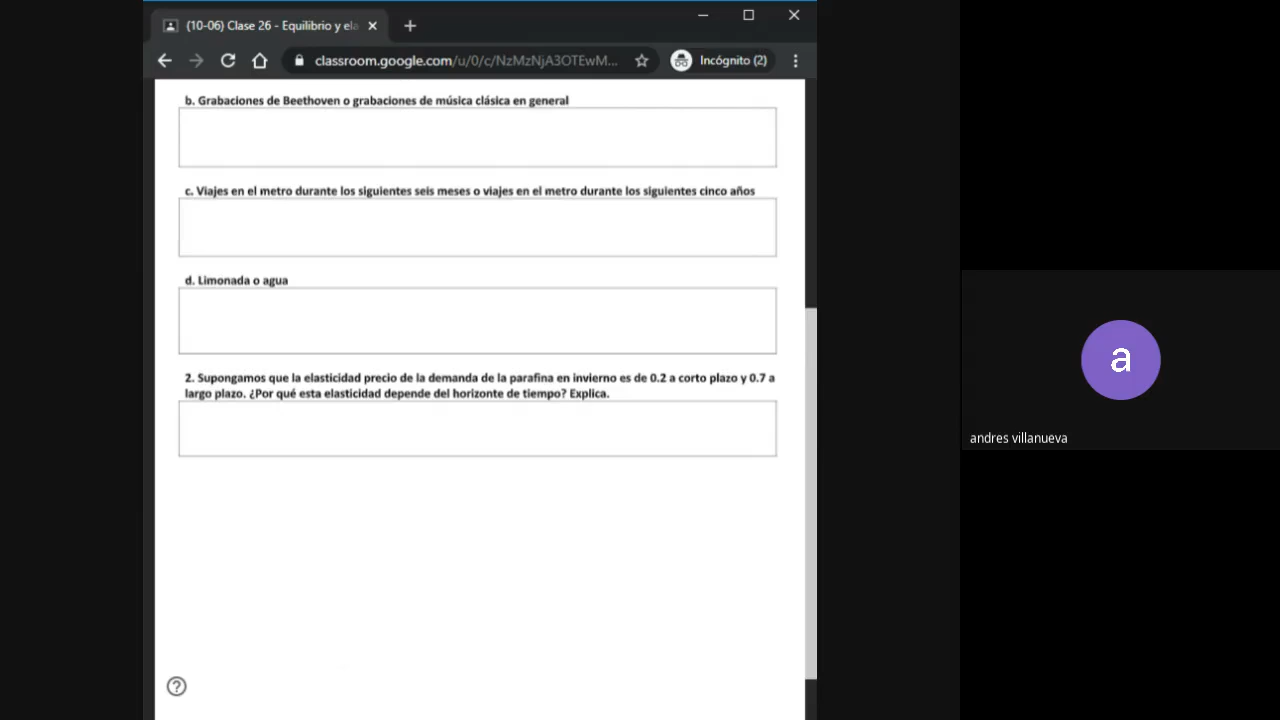 (10-06) Clase 26 - Equilibrio y ela
classroom.google.com/u/0/c/NzMzNjA3OTEwM...
Incógnito (2)
b. Grabaciones de Beethoven o grabaciones de música clásica en general
c. Viajes en el metro durante los siguientes seis meses o viajes en el metro durante los siguientes cinco años
d. Limonada o agua
2. Supongamos que la elasticidad precio de la demanda de la parafina en invierno es de 0.2 a corto plazo y 0.7 a
largo plazo. ¿Por qué esta elasticidad depende del horizonte de tiempo? Explica.
a
andres villanueva